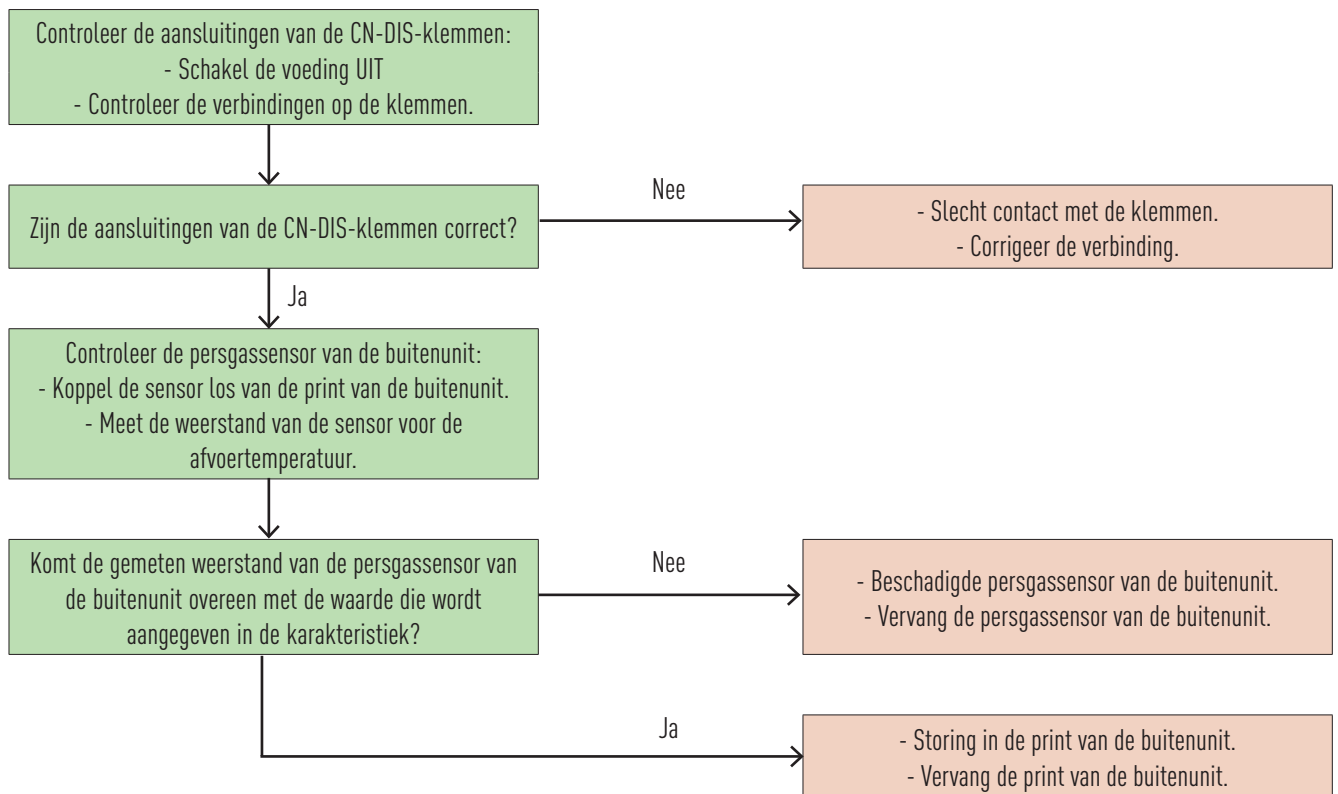 Controleer de aansluitingen van de CN-DIS-klemmen:
- Schakel de voeding UIT
- Controleer de verbindingen op de klemmen.
Zijn de aansluitingen van de CN-DIS-klemmen correct?
Nee
- Slecht contact met de klemmen.
- Corrigeer de verbinding.
Ja
Controleer de persgassensor van de buitenunit:
- Koppel de sensor los van de print van de buitenunit.
- Meet de weerstand van de sensor voor de
afvoertemperatuur.
Komt de gemeten weerstand van de persgassensor van
de buitenunit overeen met de waarde die wordt
aangegeven in de karakteristiek?
Nee
- Beschadigde persgassensor van de buitenunit.
- Vervang de persgassensor van de buitenunit.
Ja
- Storing in de print van de buitenunit.
- Vervang de print van de buitenunit.